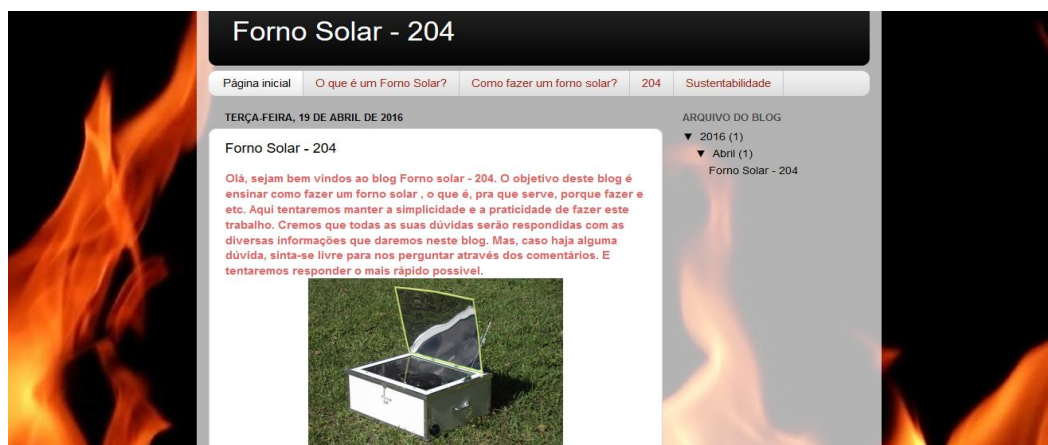 Forno Solar - 204
Página inicial O que é um Forno Solar? Como fazer um forno solar? 204 Sustentabilidade
TERÇA-FEIRA, 19 DE ABRIL DE 2016
Forno Solar - 204
Olá, sejam bem vindos ao blog Forno solar - 204. O objetivo deste blog é
ensinar como fazer um forno solar , o que é, pra que serve, porque fazer e
etc. Aqui tentaremos manter a simplicidade e a praticidade de fazer este
trabalho. Cremos que todas as suas dúvidas serão respondidas com as
diversas informações que daremos neste blog. Mas, caso haja alguma
dúvida, sinta-se livre para nos perguntar através dos comentários. E
tentaremos responder o mais rápido possível.
ARQUIVO DO BLOG
▼ 2016 (1)
▼ Abril (1)
Forno Solar - 204